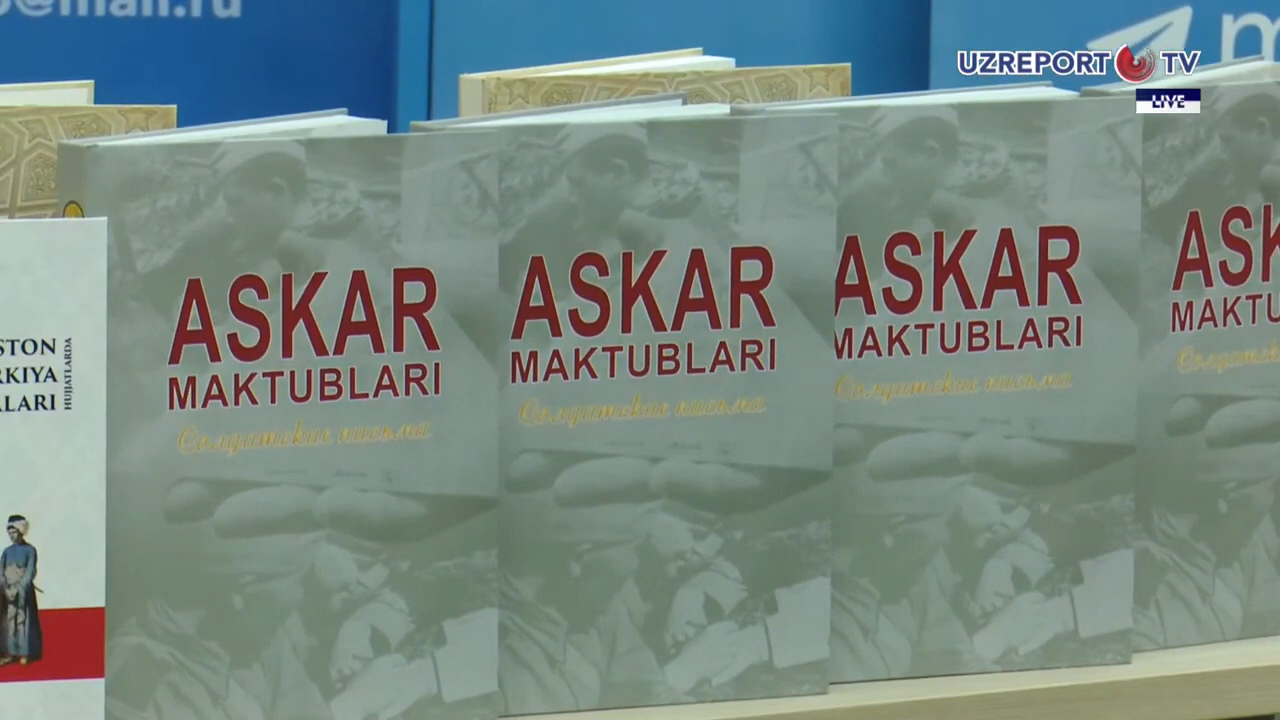 @mail.ru
UZREPORT TV
LIVE
STON
RKIYA
ALARI
HUJJATLARDA
ASKAR
MAKTUBLARI
Солдатские письма
ASKAR
MAKTUBLARI
Солдатские письма
ASKAR
MAKTUBLARI
Солдатские письма
ASK
MAKTU
Солдатск